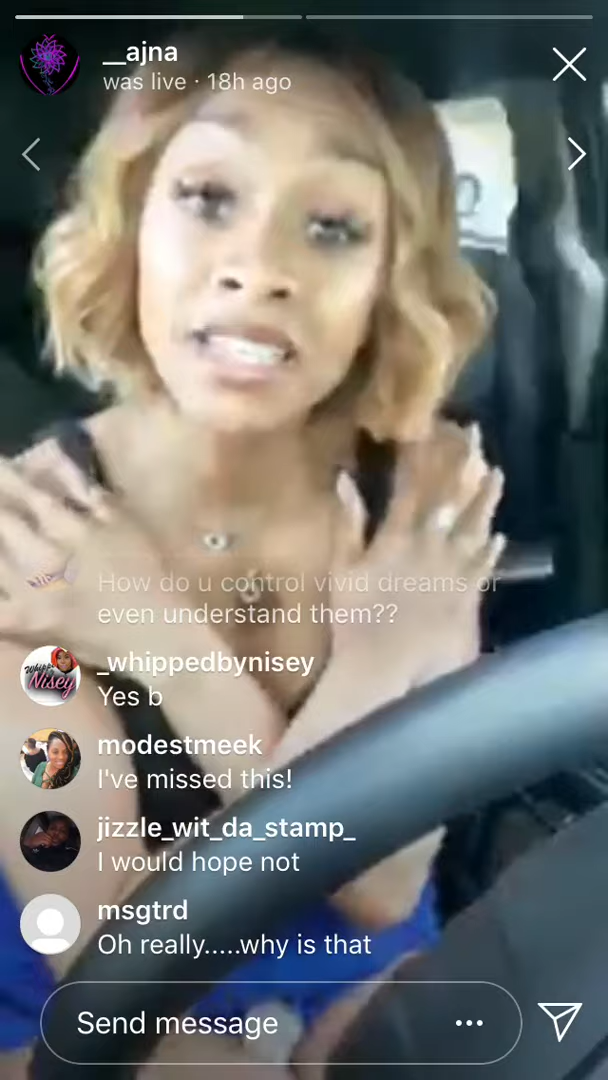 __ajna
was live · 18h ago
How do u control vivid dreams or
even understand them??
_whippedbynisey
Yes b
Nisey
modestmeek
I've missed this!
jizzle_wit_da_stamp_
I would hope not
msgtrd
Oh really.....why is that
Send message